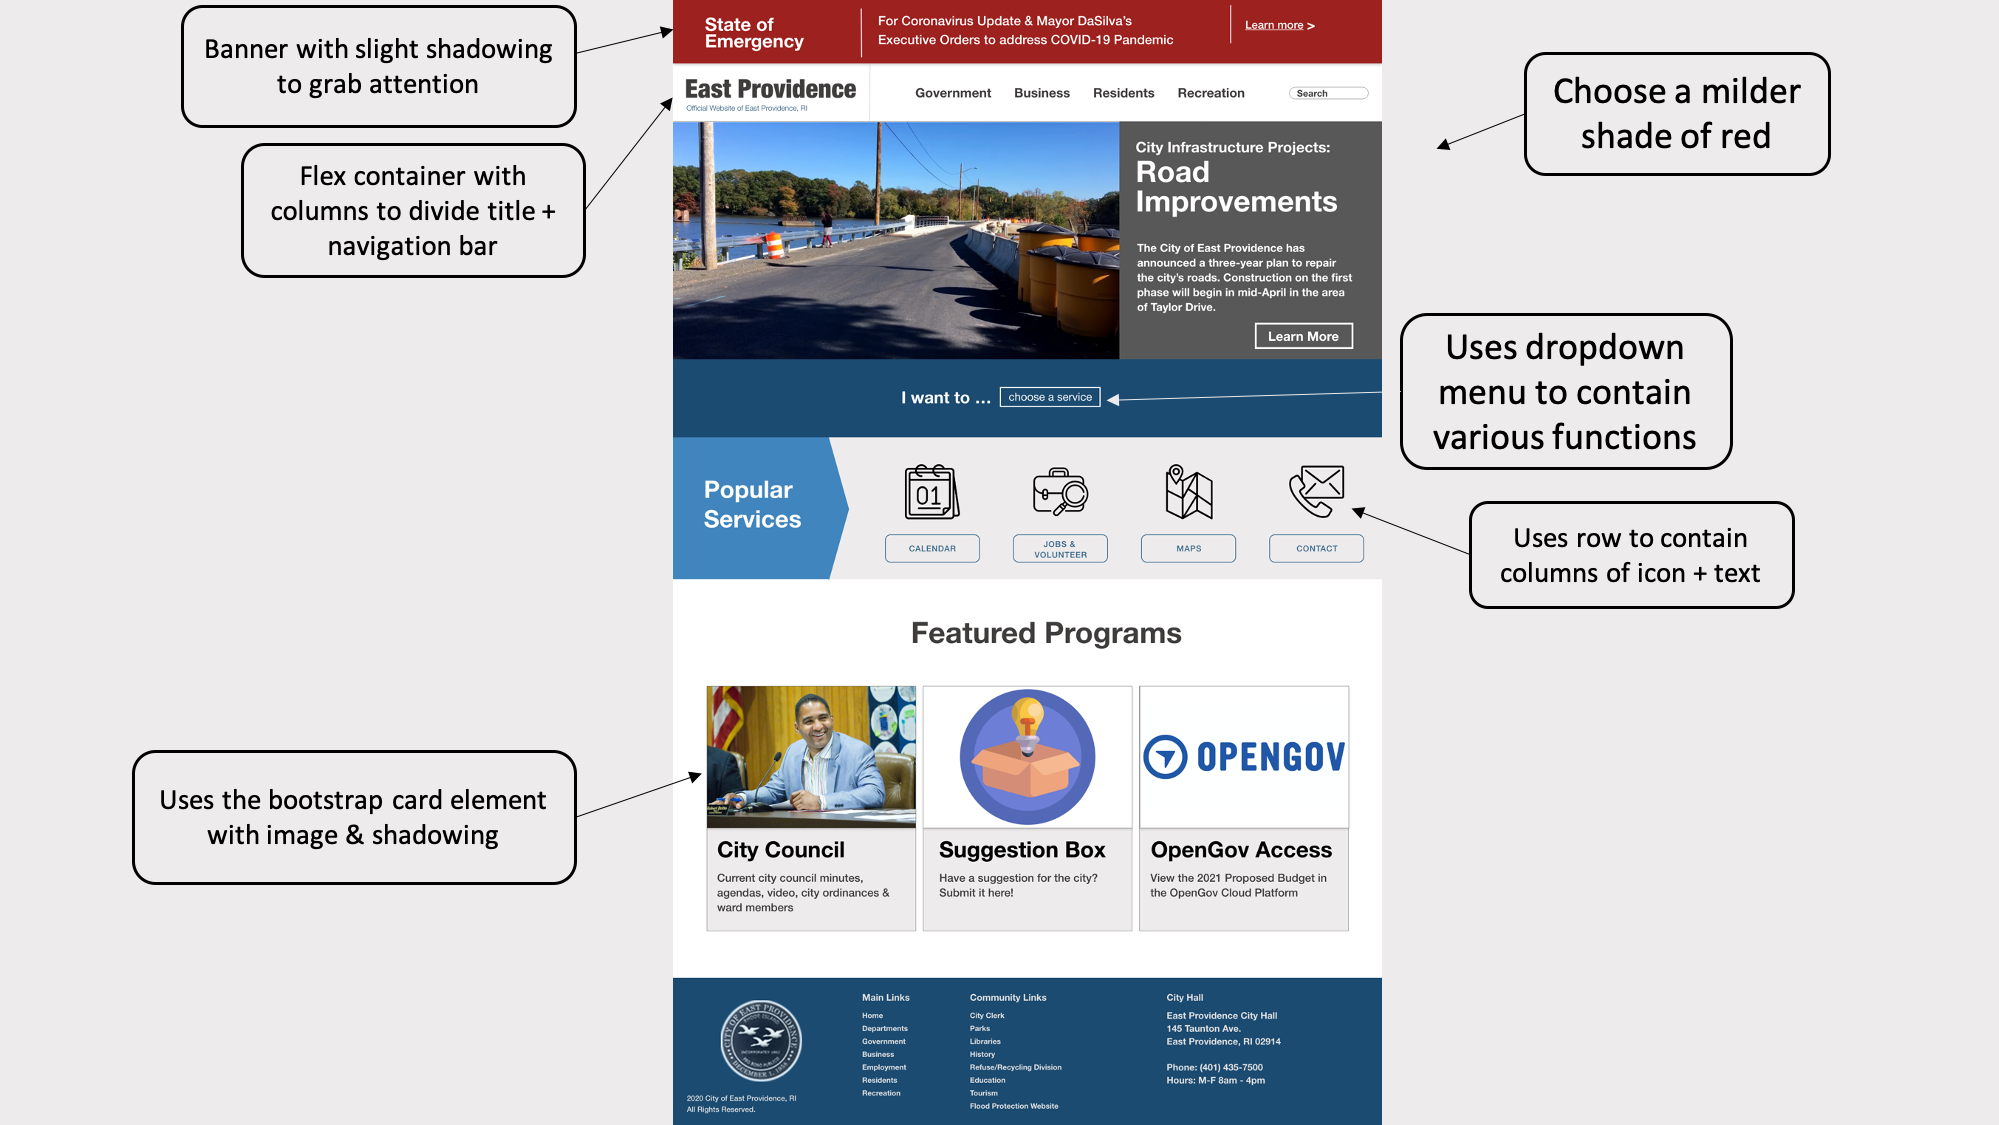 Banner with slight shadowing
to grab attention
Flex container with
columns to divide title +
navigation bar
Uses the bootstrap card element
with image & shadowing
State of
Emergency
For Coronavirus Update & Mayor DaSilva's
Executive Orders to address COVID-19 Pandemic
Learn more >
East Providence
Official Website of East Providence, RI
Government
Business
Residents
Recreation
Search
City Infrastructure Projects:
Road
Improvements
The City of East Providence has
announced a three-year plan to repair
the city's roads. Construction on the first
phase will begin in mid-April in the area
of Taylor Drive.
Learn More
I want to ...
choose a service
Popular
Services
01
CALENDAR
JOBS &
VOLUNTEER
MAPS
CONTACT
Featured Programs
OPENGOV
City Council
Current city council minutes,
agendas, video, city ordinances &
ward members
Suggestion Box
Have a suggestion for the city?
Submit it here!
OpenGov Access
View the 2021 Proposed Budget in
the OpenGov Cloud Platform
CITY OF EAST PROVIDENCE
RHODE ISLAND
2020 City of East Providence, RI
All Rights Reserved.
Main Links
Home
Departments
Government
Business
Employment
Residents
Recreation
Community Links
City Clerk
Parks
Libraries
History
Refuse/Recycling Division
Education
Tourism
Flood Protection Website
City Hall
East Providence City Hall
145 Taunton Ave.
East Providence, RI 02914
Phone: (401) 435-7500
Hours: M-F 8am - 4pm
Choose a milder
shade of red
Uses dropdown
menu to contain
various functions
Uses row to contain
columns of icon + text